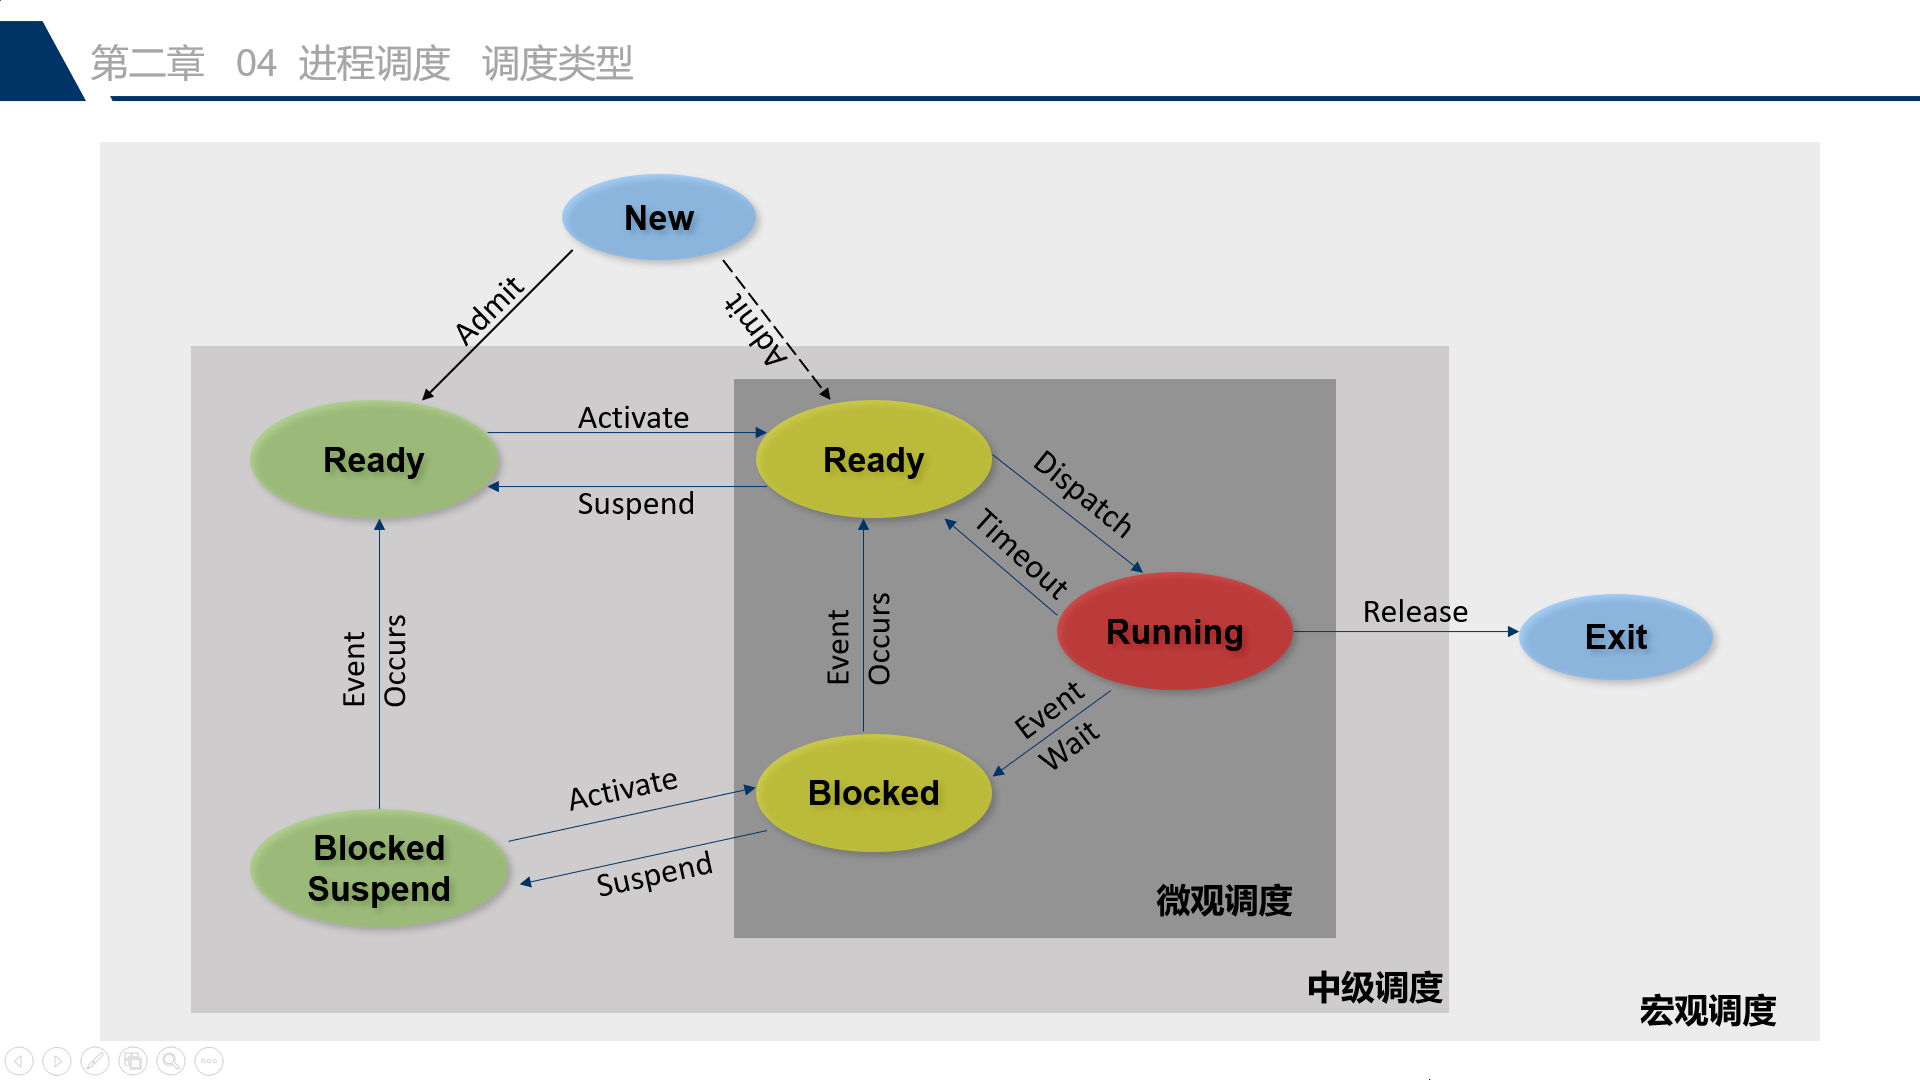 第二章 04 进程调度 调度类型
New
Admit
Admit
Ready
Activate
Suspend
Ready
Dispatch
Timeout
Event
Occurs
Event
Occurs
Running
Release
Exit
Event
Wait
Activate
Suspend
Blocked
Blocked
Suspend
微观调度
中级调度
宏观调度